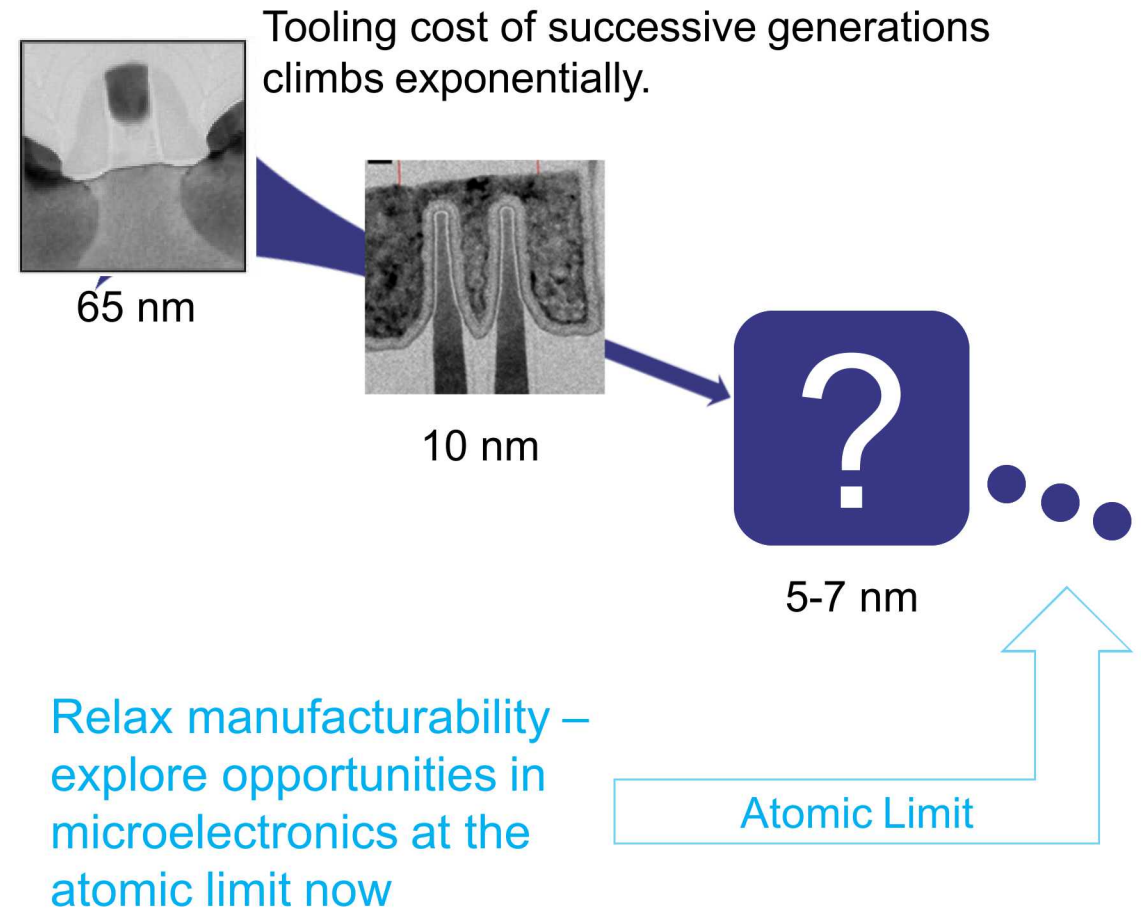 Tooling cost of successive generations
climbs exponentially.
65 nm
10 nm
?
5-7 nm
Relax manufacturability –
explore opportunities in
microelectronics at the
atomic limit now
Atomic Limit